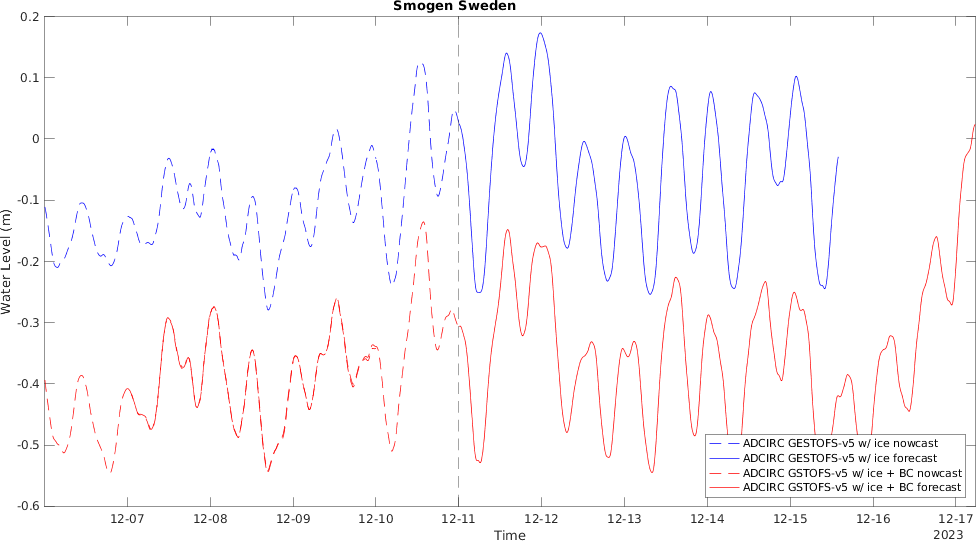 Smogen Sweden
0.2
0.1
0
-0.1
-0.2
-0.3
-0.4
-0.5
-0.6
Water Level (m)
ADCIRC GESTOFS-v5 w/ ice nowcast
ADCIRC GESTOFS-v5 w/ ice forecast
ADCIRC GSTOFS-v5 w/ ice + BC nowcast
ADCIRC GSTOFS-v5 w/ ice + BC forecast
12-07 12-08 12-09 12-10 12-11 12-12 12-13 12-14 12-15 12-16 12-17
Time
2023